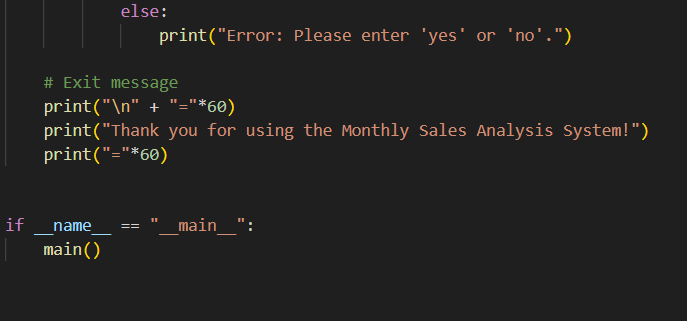 else:
print("Error: Please enter 'yes' or 'no'.")
# Exit message
print("\n" + "="*60)
print("Thank you for using the Monthly Sales Analysis System!")
print("="*60)
if __name__ == "__main__":
main()